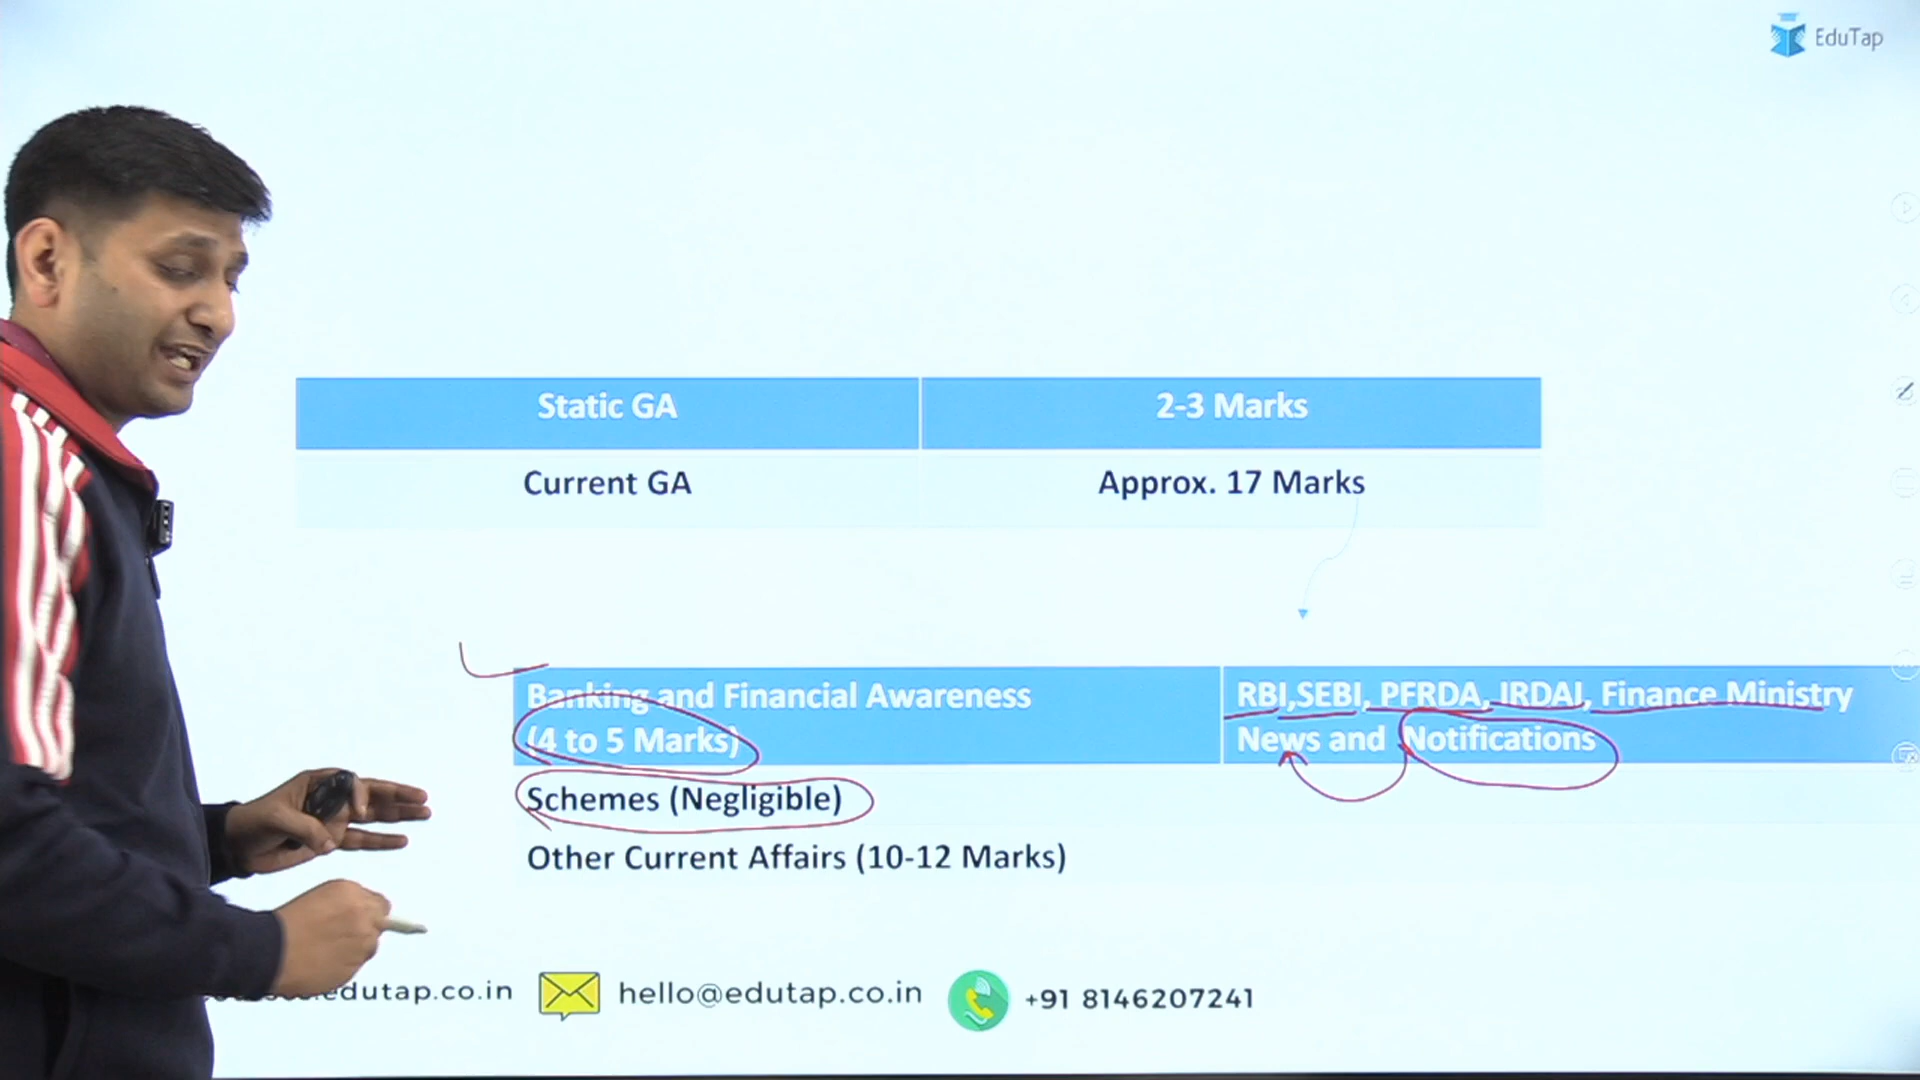 EduTap
Static GA
2-3 Marks
Current GA
Approx. 17 Marks
Banking and Financial Awareness
(4 to 5 Marks)
RBI,SEBI, PFRDA, IRDAI, Finance Ministry
News and Notifications
Schemes (Negligible)
Other Current Affairs (10-12 Marks)
edutap.co.in
hello@edutap.co.in
+91 8146207241